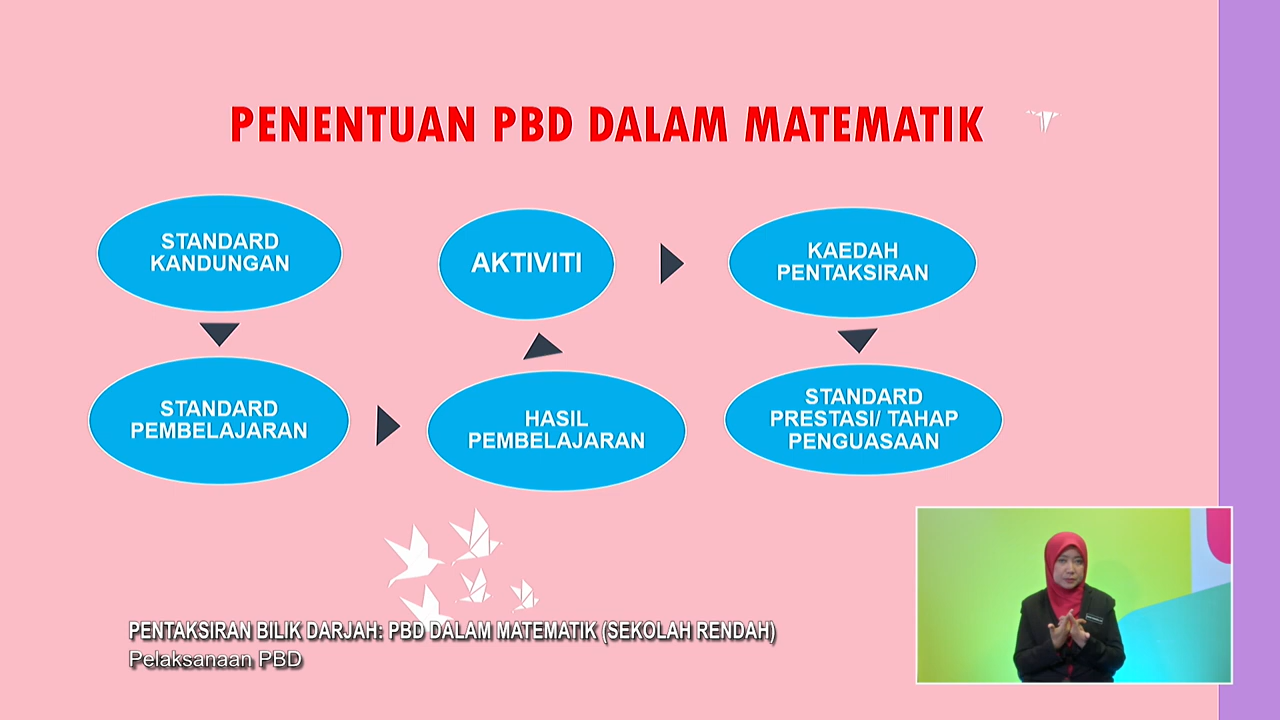 PENENTUAN PBD DALAM MATEMATIK
STANDARD
KANDUNGAN
STANDARD
PEMBELAJARAN
HASIL
PEMBELAJARAN
AKTIVITI
KAEDAH
PENTAKSIRAN
STANDARD
PRESTASI/ TAHAP
PENGUASAAN
PENTAKSIRAN BILIK DARJAH: PBD DALAM MATEMATIK (SEKOLAH RENDAH)
Pelaksanaan PBD